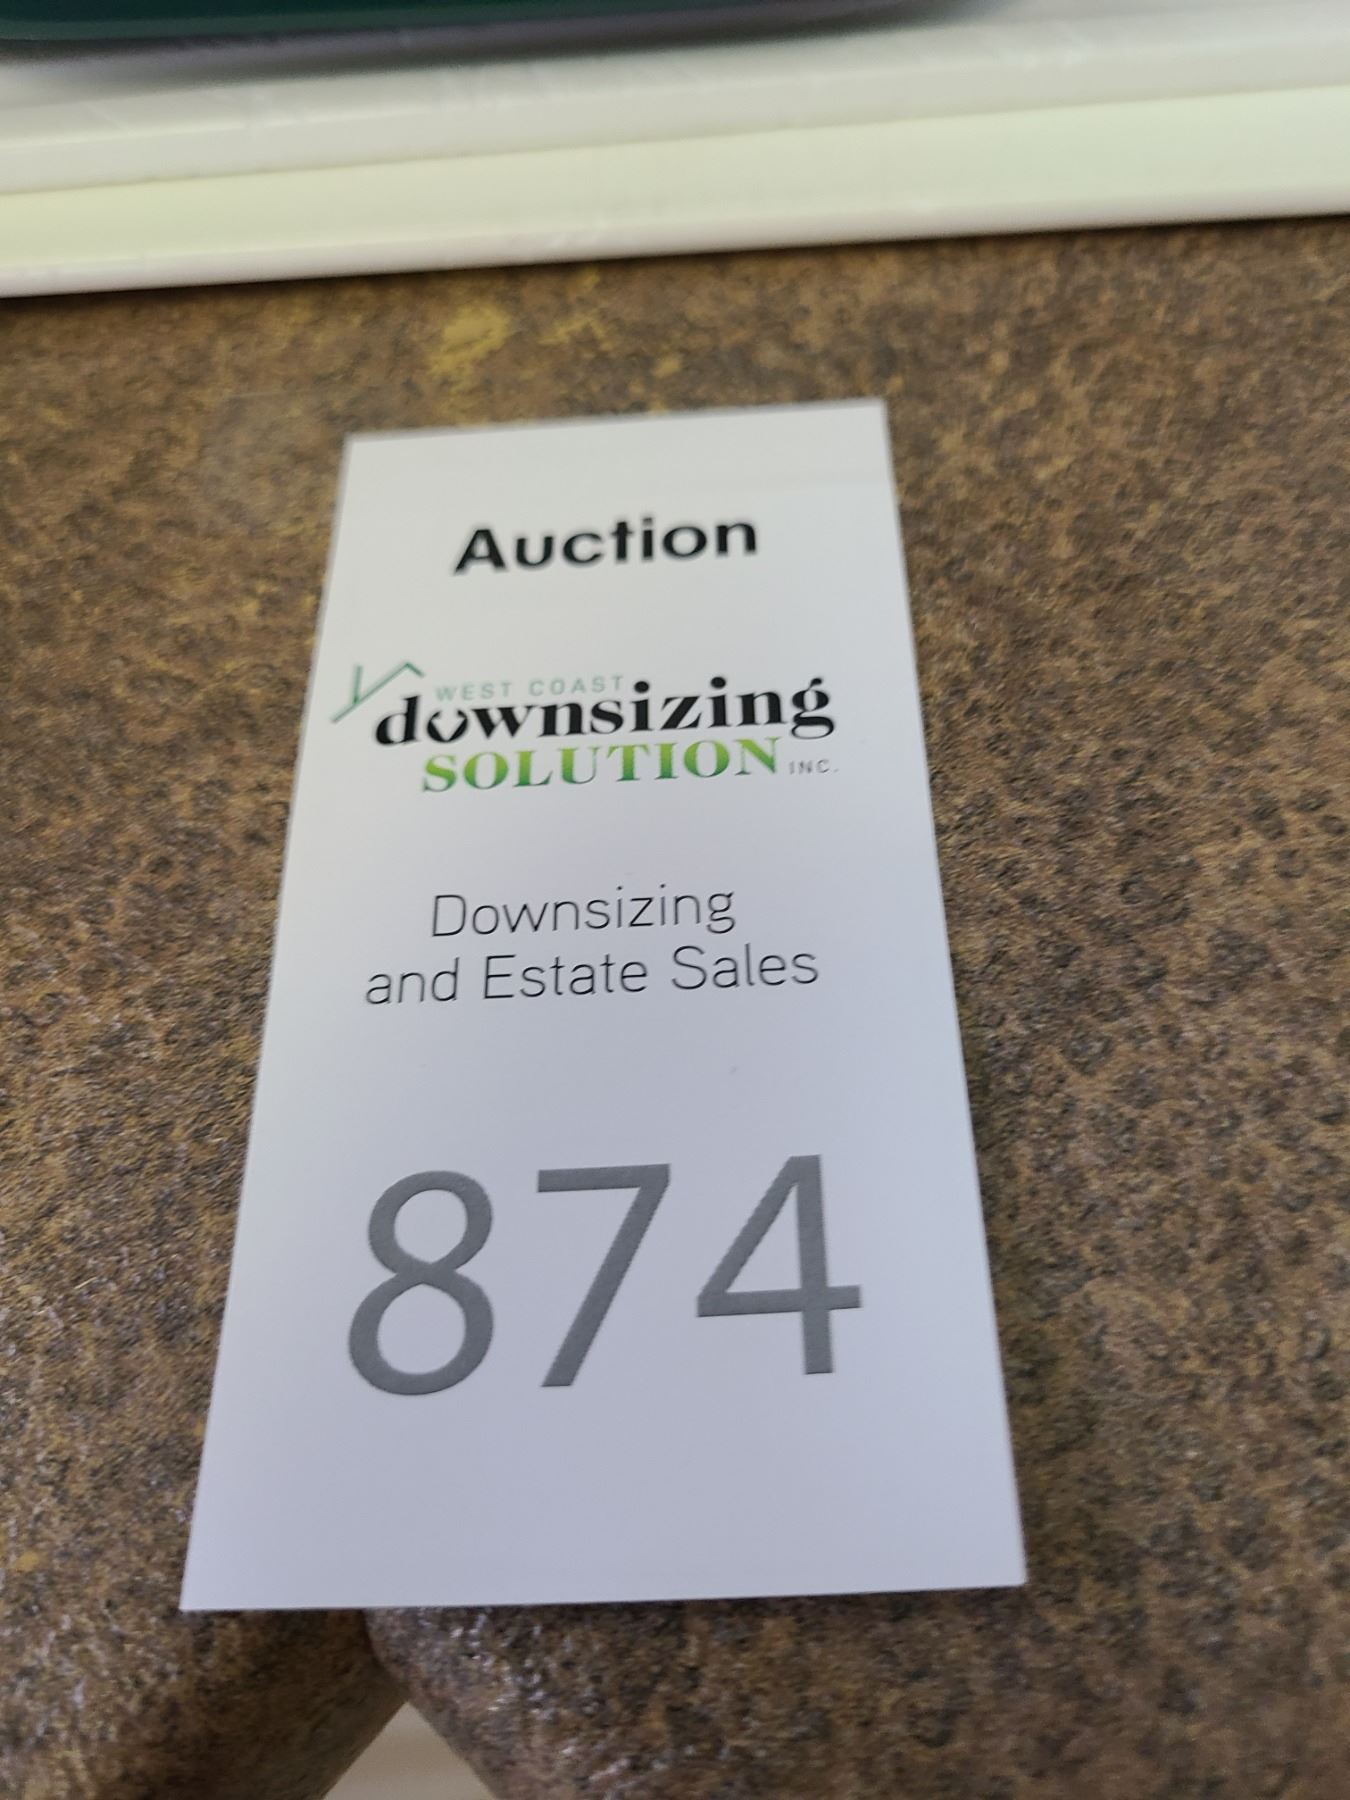 Auction
WEST COAST
downsizing
SOLUTION INC.
Downsizing
and Estate Sales
874